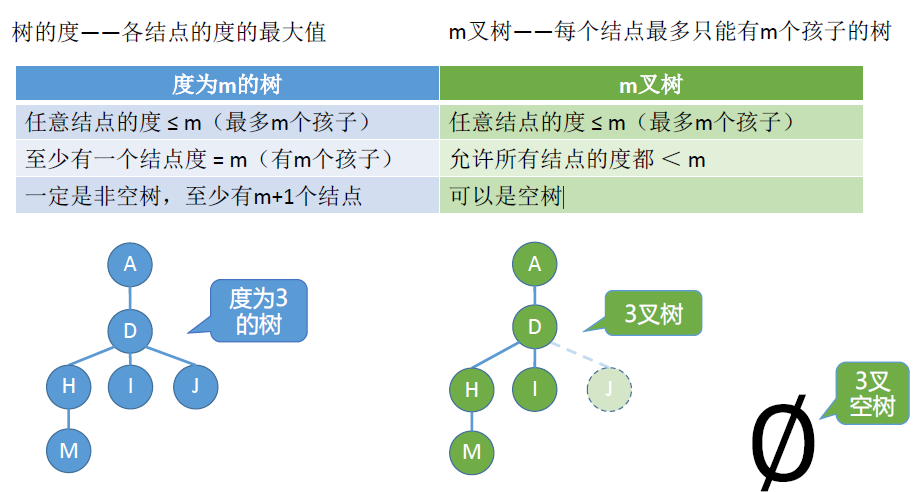 树的度——各结点的度的最大值
m叉树——每个结点最多只能有m个孩子的树
度为m的树
m叉树
任意结点的度 ≤ m（最多m个孩子）
任意结点的度 ≤ m（最多m个孩子）
至少有一个结点度 = m（有m个孩子）
允许所有结点的度都 ＜ m
一定是非空树，至少有m+1个结点
可以是空树
A
D
H
I
J
M
度为3
的树
A
D
H
I
J
M
3叉树
∅
3叉
空树